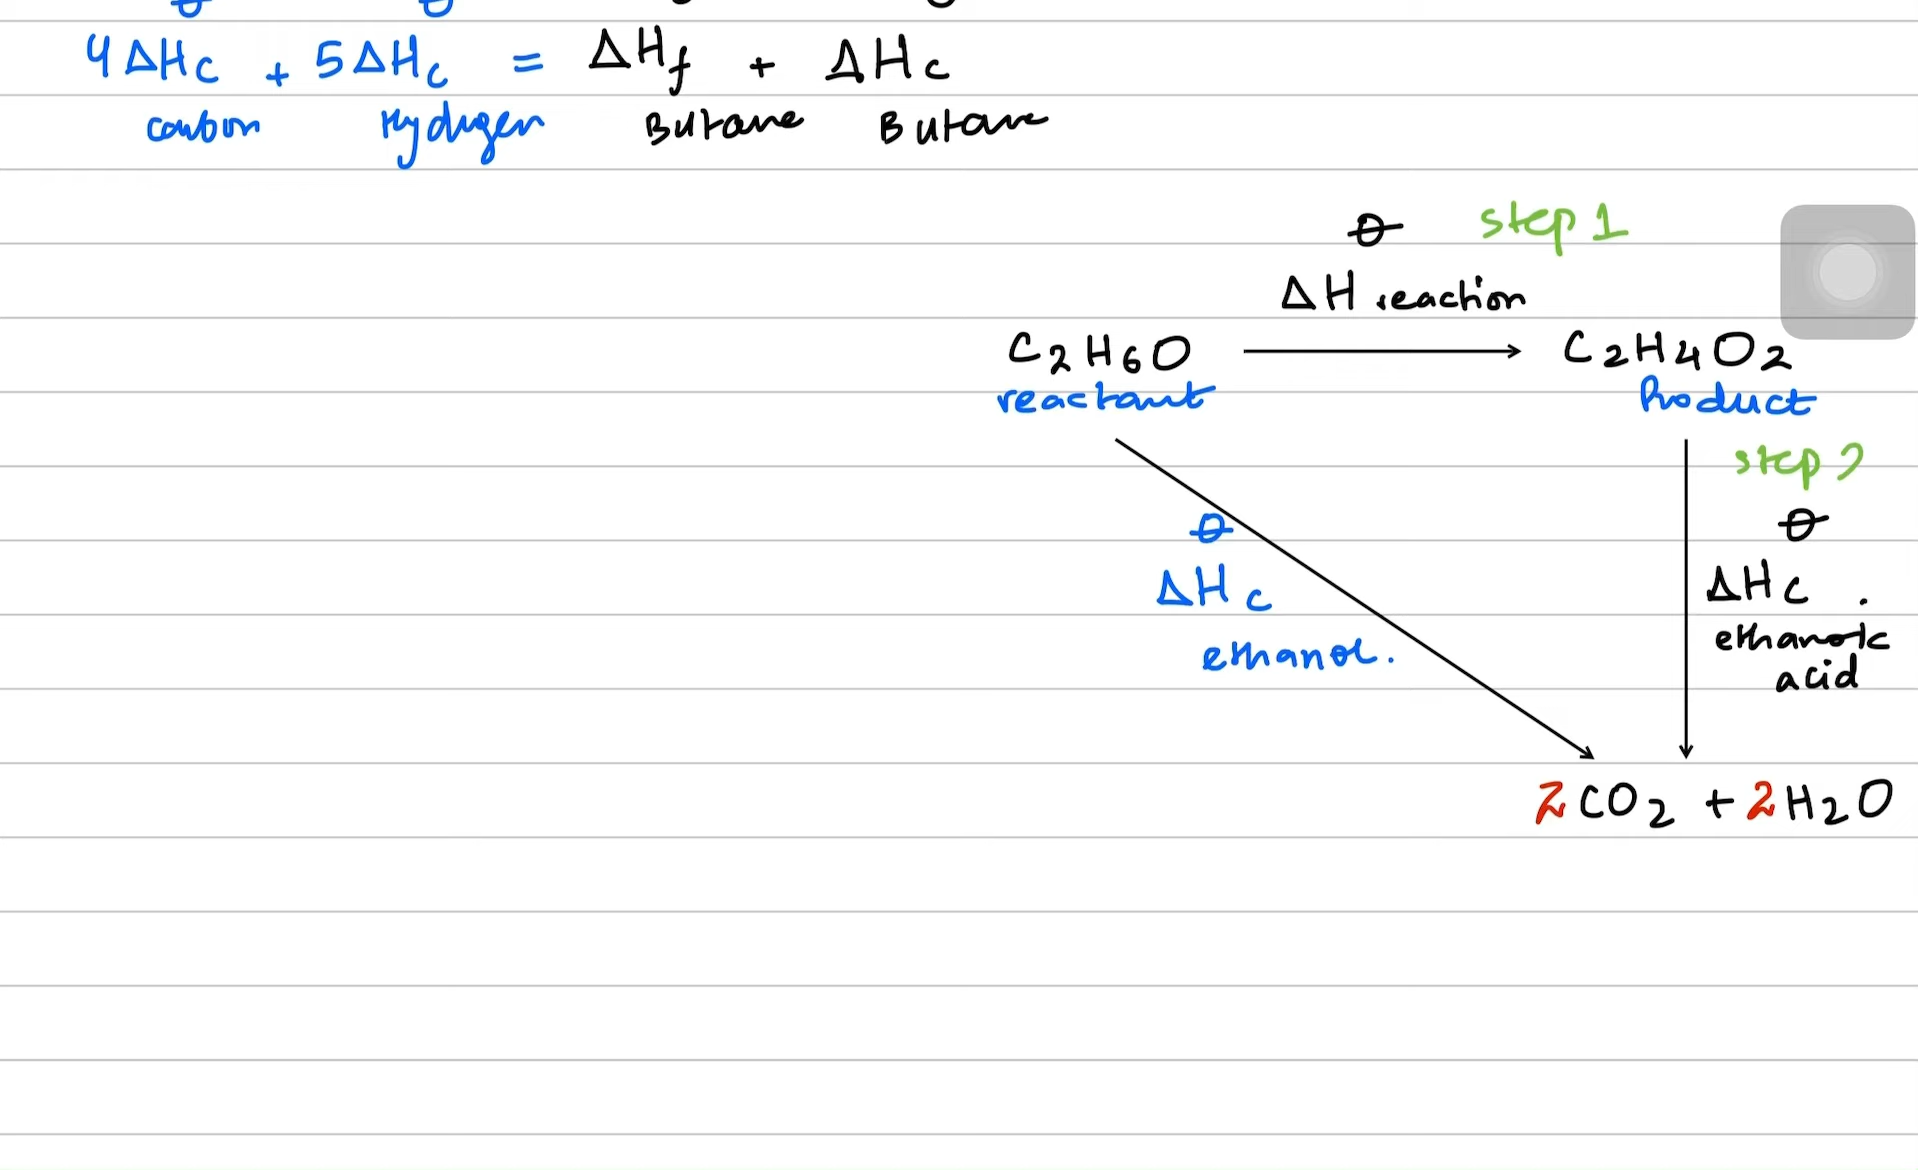 4ΔHc + 5ΔHc = ΔHf + ΔHc
carbon Hydrogen Butane Butane
θ step 1
ΔH reaction
C2H6O ⟶ C2H4O2
reactant Product
step 2
θ θ
ΔHc ΔHc .
ethanol. ethanoic
acid
2CO2 + 2H2O